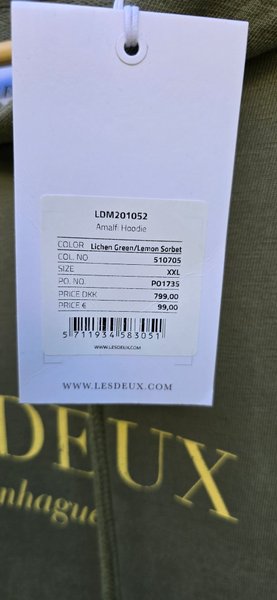 LDM201052
Amalfi Hoodie
COLOR Lichen Green/Lemon Sorbet
COL. NO 510705
SIZE XXL
PO. NO. PO1735
PRICE DKK 799,00
PRICE € 99,00
5 711934 583051
WWW.LESDEUX.COM
WWW.LESDEUX.COM
DEUX
nhague